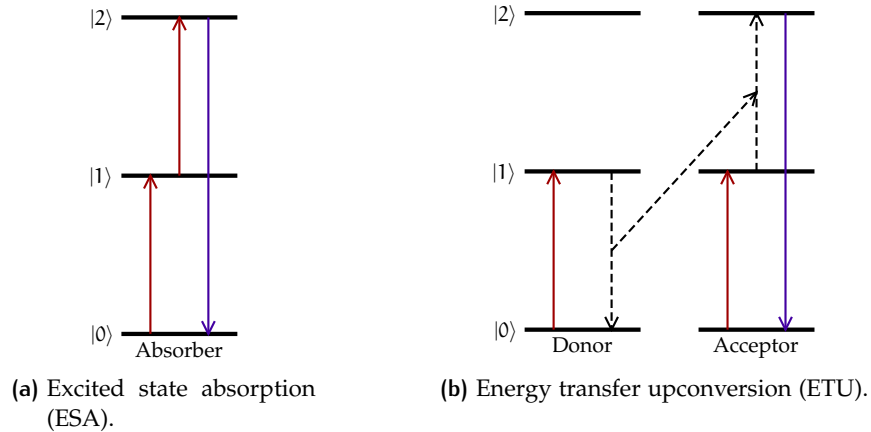 |2⟩
|1⟩
|0⟩
Absorber
(a) Excited state absorption
(ESA).
|2⟩
|1⟩
|0⟩
Donor Acceptor
(b) Energy transfer upconversion (ETU).